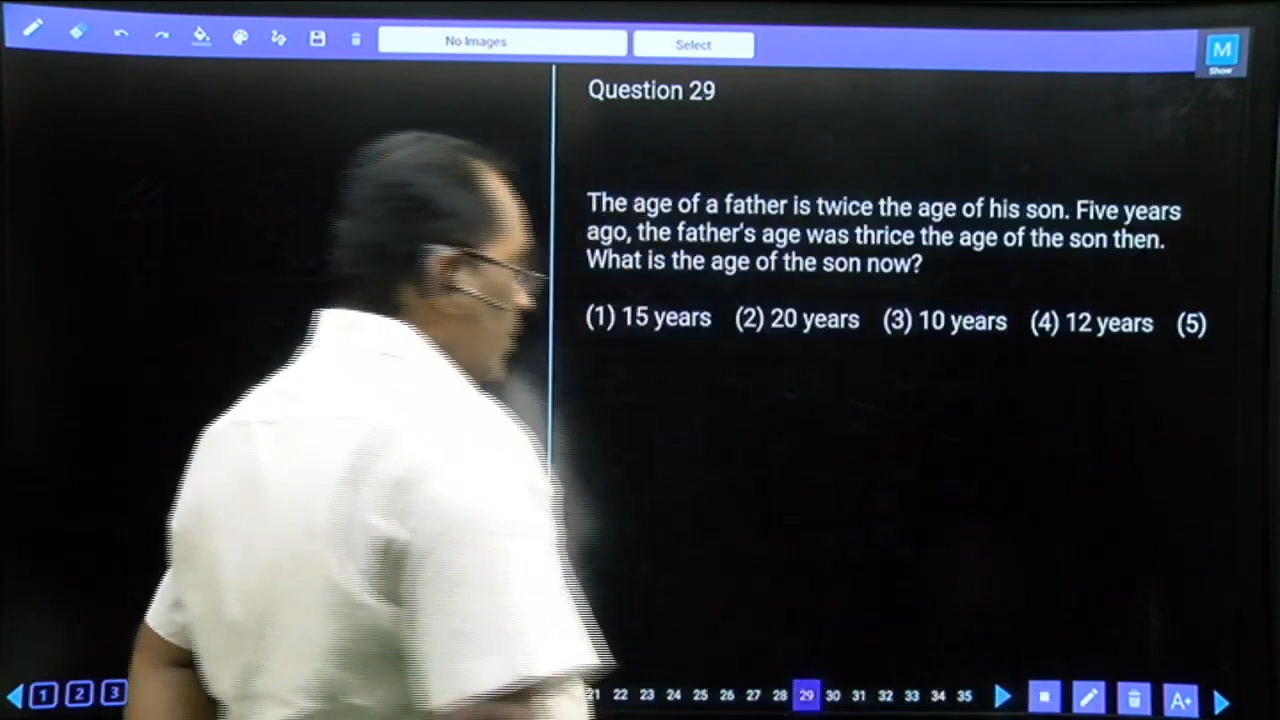 No Images
Select
M
Show
Question 29
The age of a father is twice the age of his son. Five years
ago, the father's age was thrice the age of the son then.
What is the age of the son now?
(1) 15 years (2) 20 years (3) 10 years (4) 12 years (5)
1 2 3 21 22 23 24 25 26 27 28 29 30 31 32 33 34 35 A+